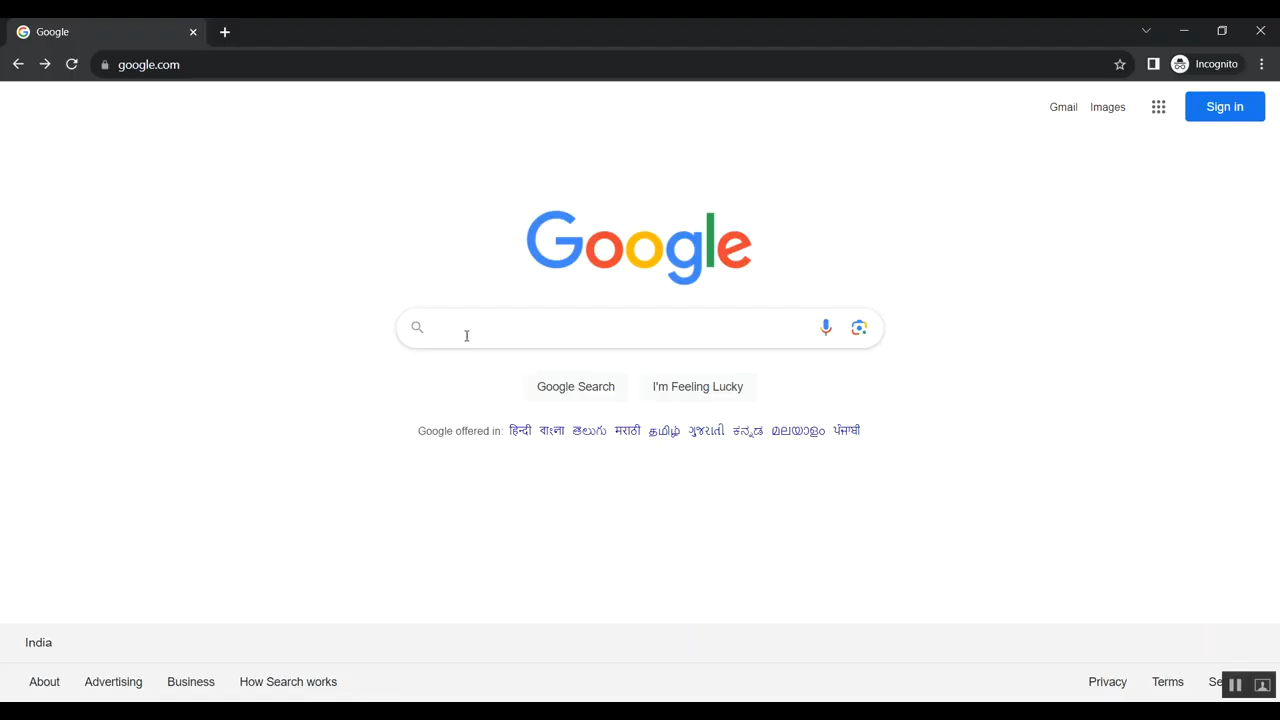 Google
google.com
Incognito
Gmail Images Sign in
Google
Google Search I'm Feeling Lucky
Google offered in: हिन्दी বাংলা తెలుగు मराठी தமிழ் ગુજરાતી ಕನ್ನಡ മലയാളം ਪੰਜਾਬੀ
India
About Advertising Business How Search works Privacy Terms